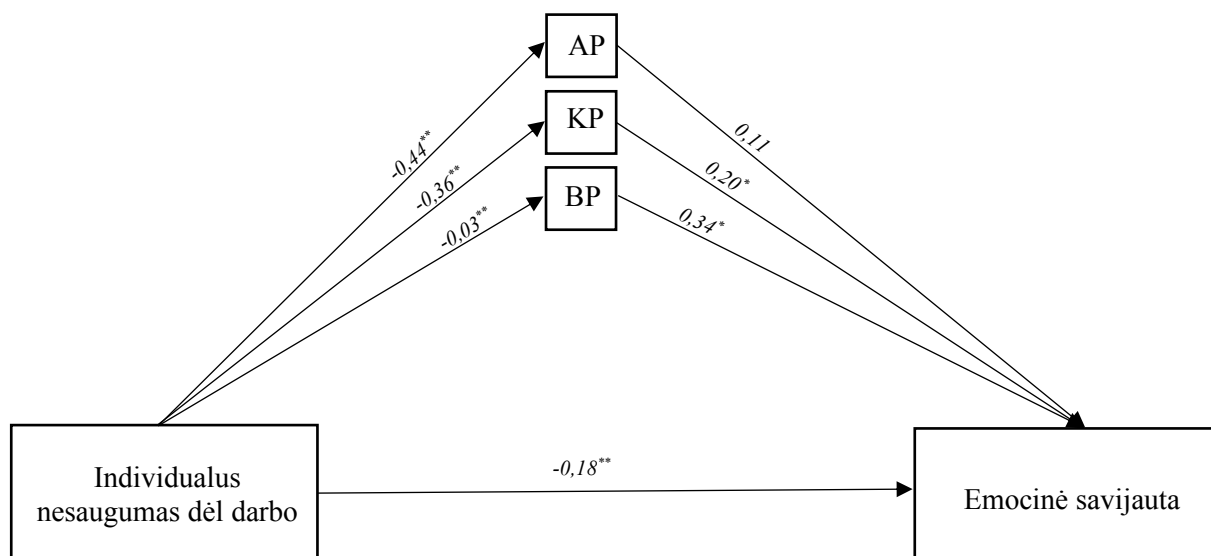 AP
KP
BP
-0,44**
-0,36**
-0,03**
0,11
0,20*
0,34*
-0,18**
Individualus
nesaugumas dėl darbo
Emocinė savijauta